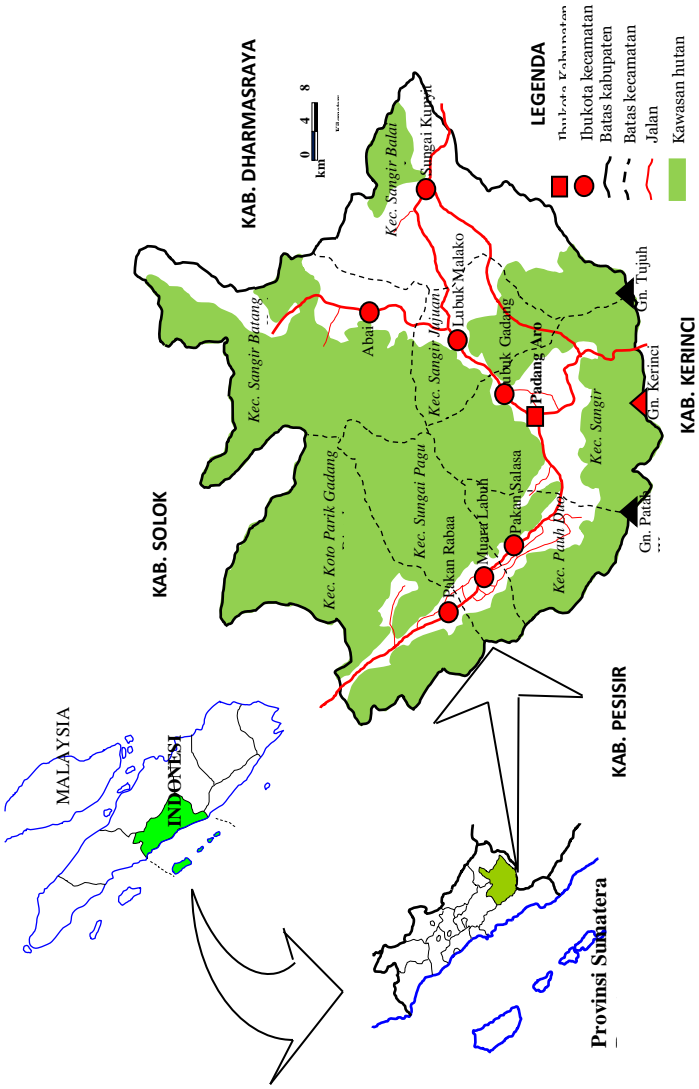 MALAYSIA
INDONESI
Provinsi Sumatera
KAB. SOLOK
KAB. DHARMASRAYA
KAB. PESISIR
KAB. KERINCI
0 4 8
km
Kec. Sangir Batang
Kec. Sangir Balai
Kec. Koto Parik Gadang
Kec. Sungai Pagu
Kec. Sangir Jujuan
Kec. Pauh Duo
Kec. Sangir
Sungai Kunyit
Abai
Lubuk Malako
Lubuk Gadang
Padang Aro
Pakan Rabaa
Muara Labuh
Pakan Salasa
Gn. Patah
Gn. Kerinci
Gn. Tujuh
LEGENDA
Ibukota Kabupaten
Ibukota kecamatan
Batas kabupaten
Batas kecamatan
Jalan
Kawasan hutan